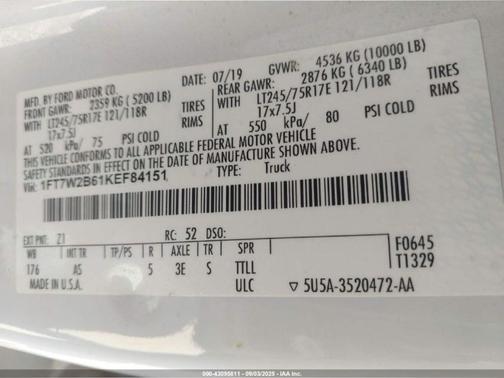 MFD. BY FORD MOTOR CO.
07/19 GVWR: 4536 KG (10000 LB)
FRONT GAWR: 2359 KG (5200 LB)
REAR GAWR: 2876 KG (6340 LB)
WITH LT245/75R17E 121/118R TIRES
WITH LT245/75R17E 121/118R TIRES
17x7.5J RIMS
17x7.5J RIMS
AT 520 kPa/ 75 PSI COLD
AT 550 kPa/ 80 PSI COLD
THIS VEHICLE CONFORMS TO ALL APPLICABLE FEDERAL MOTOR VEHICLE
SAFETY STANDARDS IN EFFECT ON THE DATE OF MANUFACTURE SHOWN ABOVE.
VIN: 1FT7W2B61KEF84151
TYPE: Truck
EXT PNT: Z1 RC: 52 DSO:
WB INT TR TP/PS R AXLE TR SPR
176 AS 5 3E S TTLL
F0645
T1329
MADE IN U.S.A. ULC ▽ 5U5A-3520472-AA
000-43055811 - 09/03/2025 - IAA Inc.